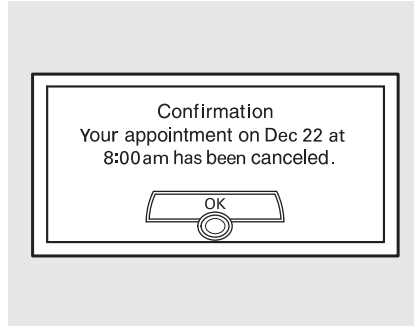 Confirmation
Your appointment on Dec 22 at
8:00am has been canceled.
OK